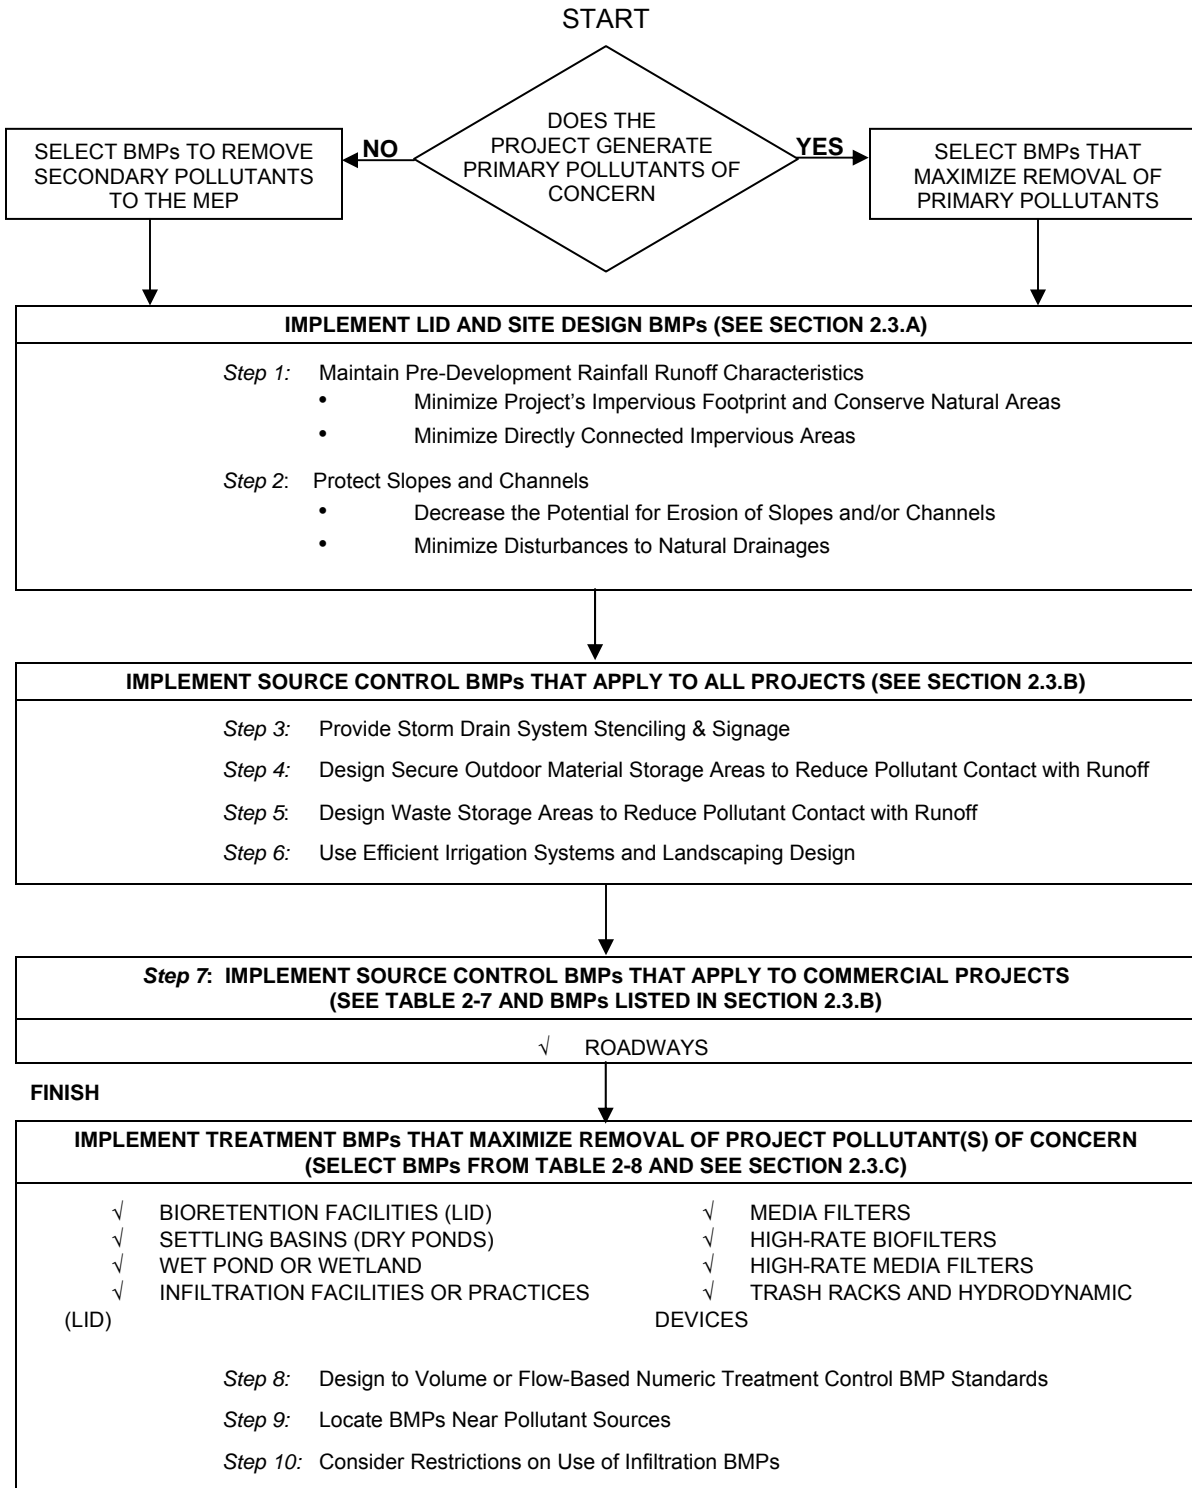 START
DOES THE
PROJECT GENERATE
PRIMARY POLLUTANTS OF
CONCERN
NO
YES
SELECT BMPs TO REMOVE
SECONDARY POLLUTANTS
TO THE MEP
SELECT BMPs THAT
MAXIMIZE REMOVAL OF
PRIMARY POLLUTANTS
IMPLEMENT LID AND SITE DESIGN BMPs (SEE SECTION 2.3.A)
Step 1: Maintain Pre-Development Rainfall Runoff Characteristics
• Minimize Project's Impervious Footprint and Conserve Natural Areas
• Minimize Directly Connected Impervious Areas
Step 2: Protect Slopes and Channels
• Decrease the Potential for Erosion of Slopes and/or Channels
• Minimize Disturbances to Natural Drainages
IMPLEMENT SOURCE CONTROL BMPs THAT APPLY TO ALL PROJECTS (SEE SECTION 2.3.B)
Step 3: Provide Storm Drain System Stenciling & Signage
Step 4: Design Secure Outdoor Material Storage Areas to Reduce Pollutant Contact with Runoff
Step 5: Design Waste Storage Areas to Reduce Pollutant Contact with Runoff
Step 6: Use Efficient Irrigation Systems and Landscaping Design
Step 7: IMPLEMENT SOURCE CONTROL BMPs THAT APPLY TO COMMERCIAL PROJECTS
(SEE TABLE 2-7 AND BMPs LISTED IN SECTION 2.3.B)
√ ROADWAYS
FINISH
IMPLEMENT TREATMENT BMPs THAT MAXIMIZE REMOVAL OF PROJECT POLLUTANT(S) OF CONCERN
(SELECT BMPs FROM TABLE 2-8 AND SEE SECTION 2.3.C)
√ BIORETENTION FACILITIES (LID)
√ SETTLING BASINS (DRY PONDS)
√ WET POND OR WETLAND
√ INFILTRATION FACILITIES OR PRACTICES
(LID)
√ MEDIA FILTERS
√ HIGH-RATE BIOFILTERS
√ HIGH-RATE MEDIA FILTERS
√ TRASH RACKS AND HYDRODYNAMIC
DEVICES
Step 8: Design to Volume or Flow-Based Numeric Treatment Control BMP Standards
Step 9: Locate BMPs Near Pollutant Sources
Step 10: Consider Restrictions on Use of Infiltration BMPs